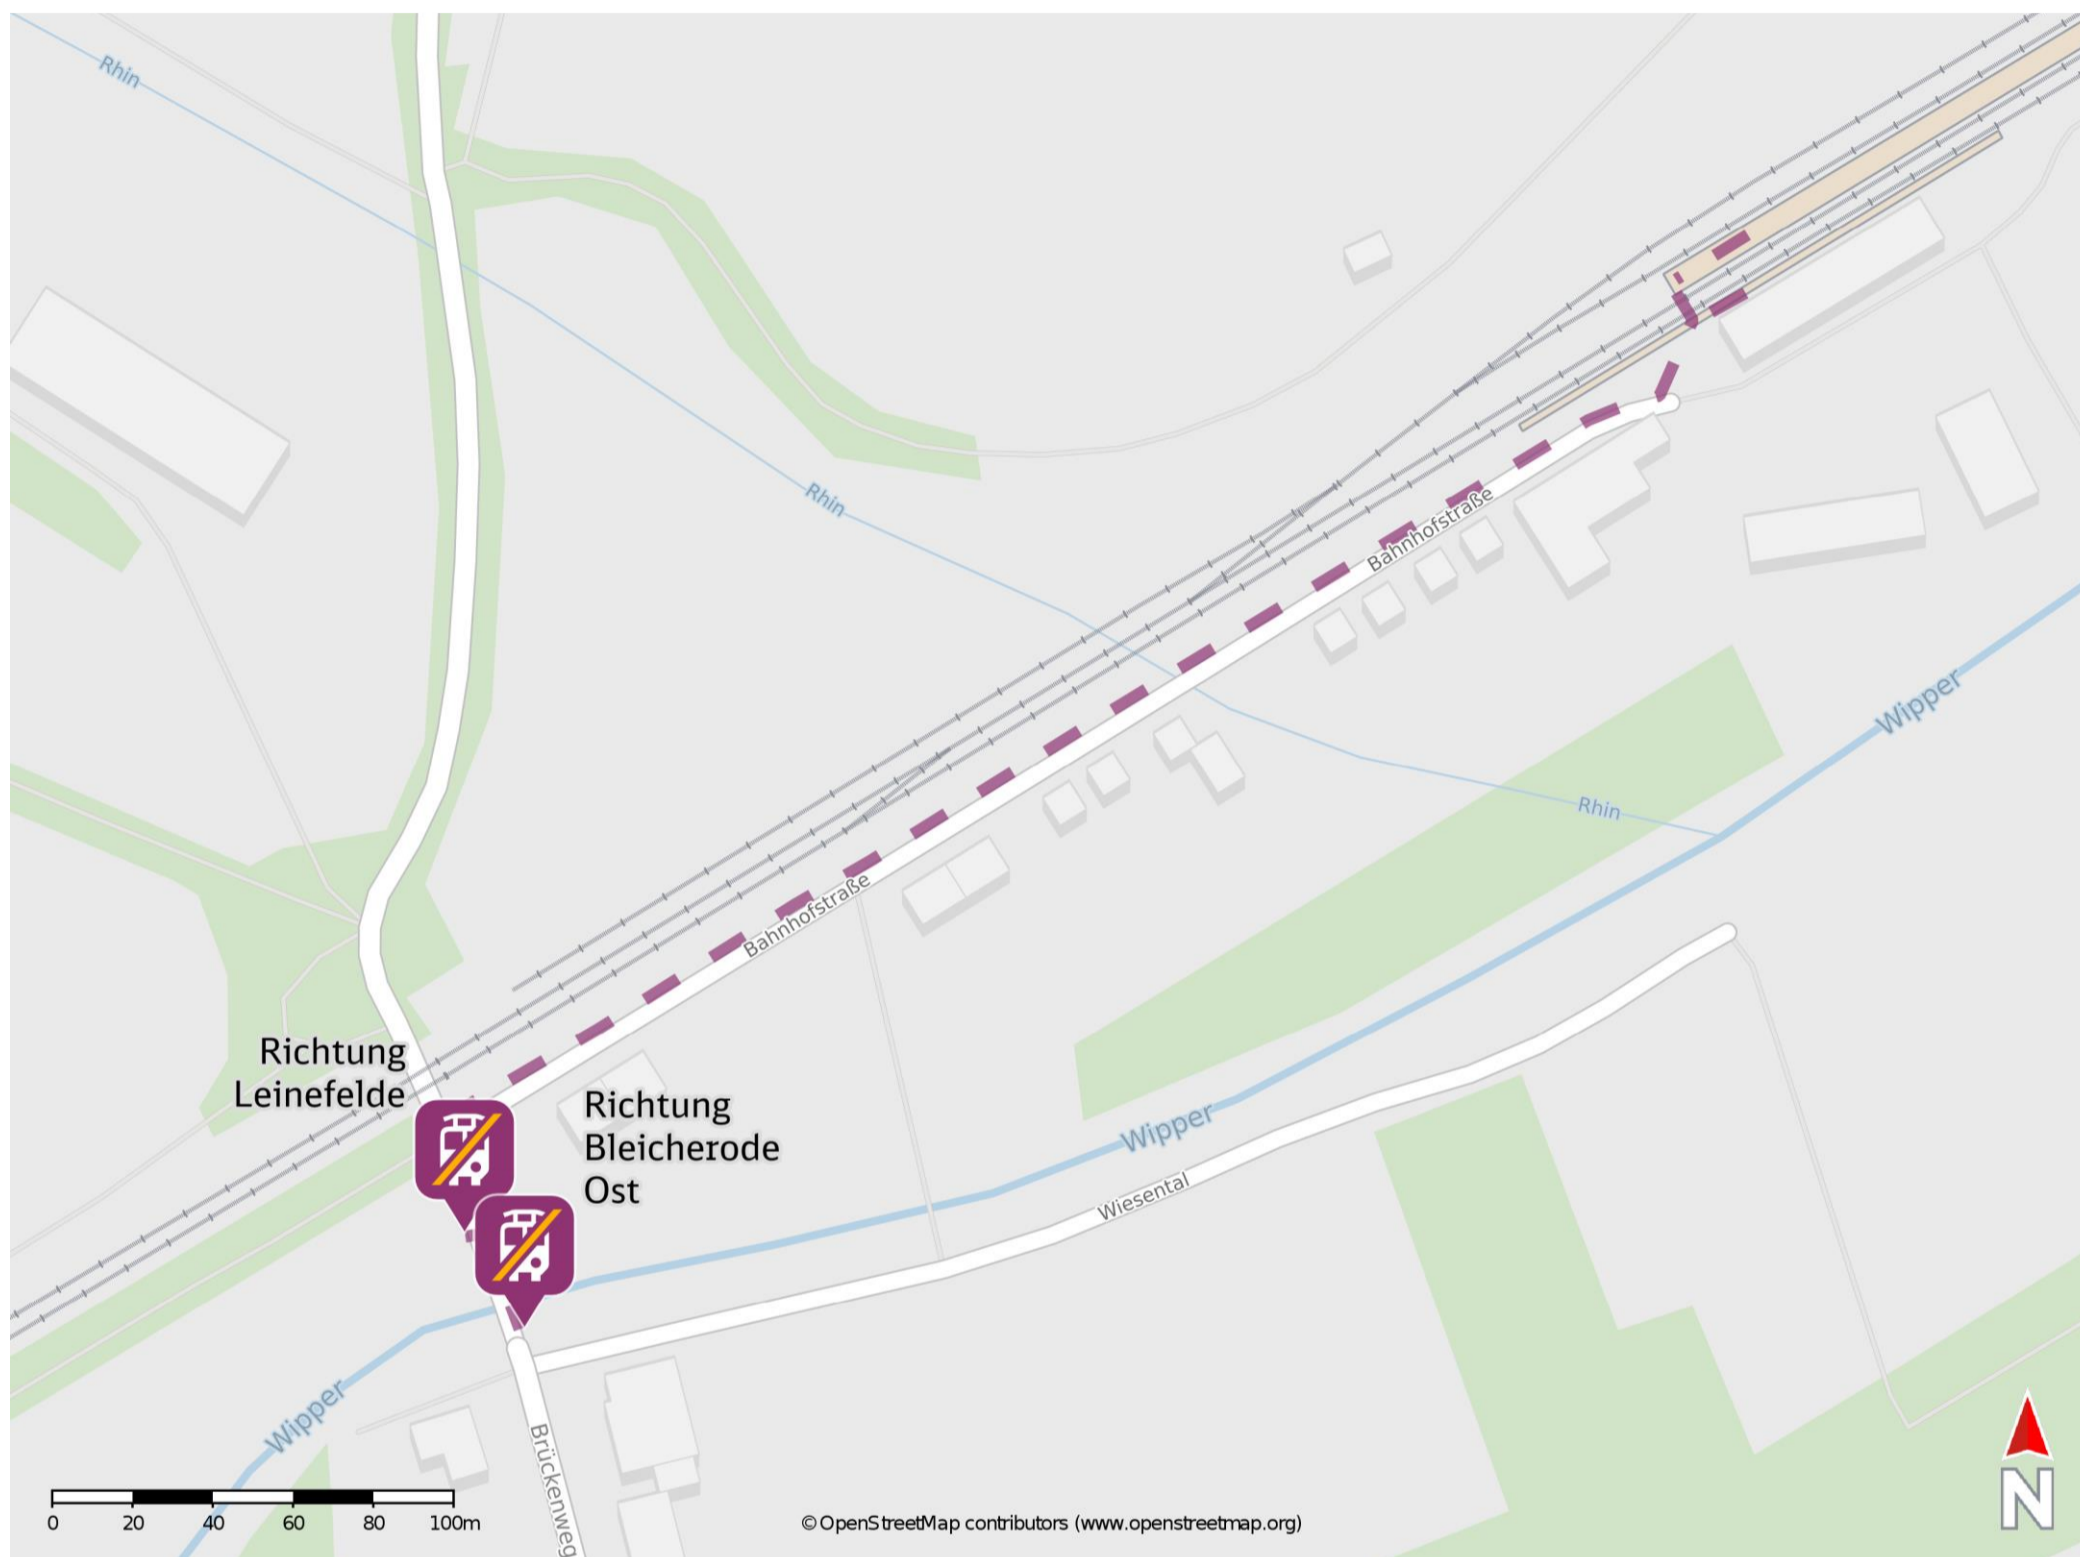 Rhin
Rhin
Bahnhofstraße
Wipper
Rhin
Bahnhofstraße
Richtung
Leinefelde
Richtung
Bleicherode
Ost
Wipper
Wiesental
Wipper
Brückenweg
N
0 20 40 60 80 100m
© OpenStreetMap contributors (www.openstreetmap.org)